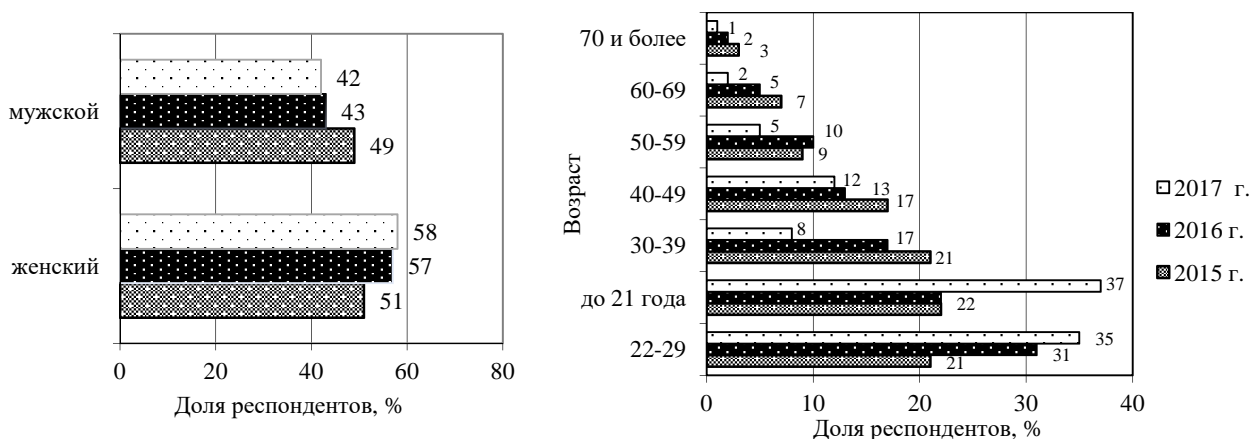 мужской
42
43
49
женский
58
57
51
0 20 40 60 80
Доля респондентов, %
Возраст
70 и более
1
2
3
60-69
2
5
7
50-59
5
10
9
40-49
12
13
17
30-39
8
17
21
до 21 года
37
22
22-29
35
31
21
0 10 20 30 40
Доля респондентов, %
2017 г.
2016 г.
2015 г.